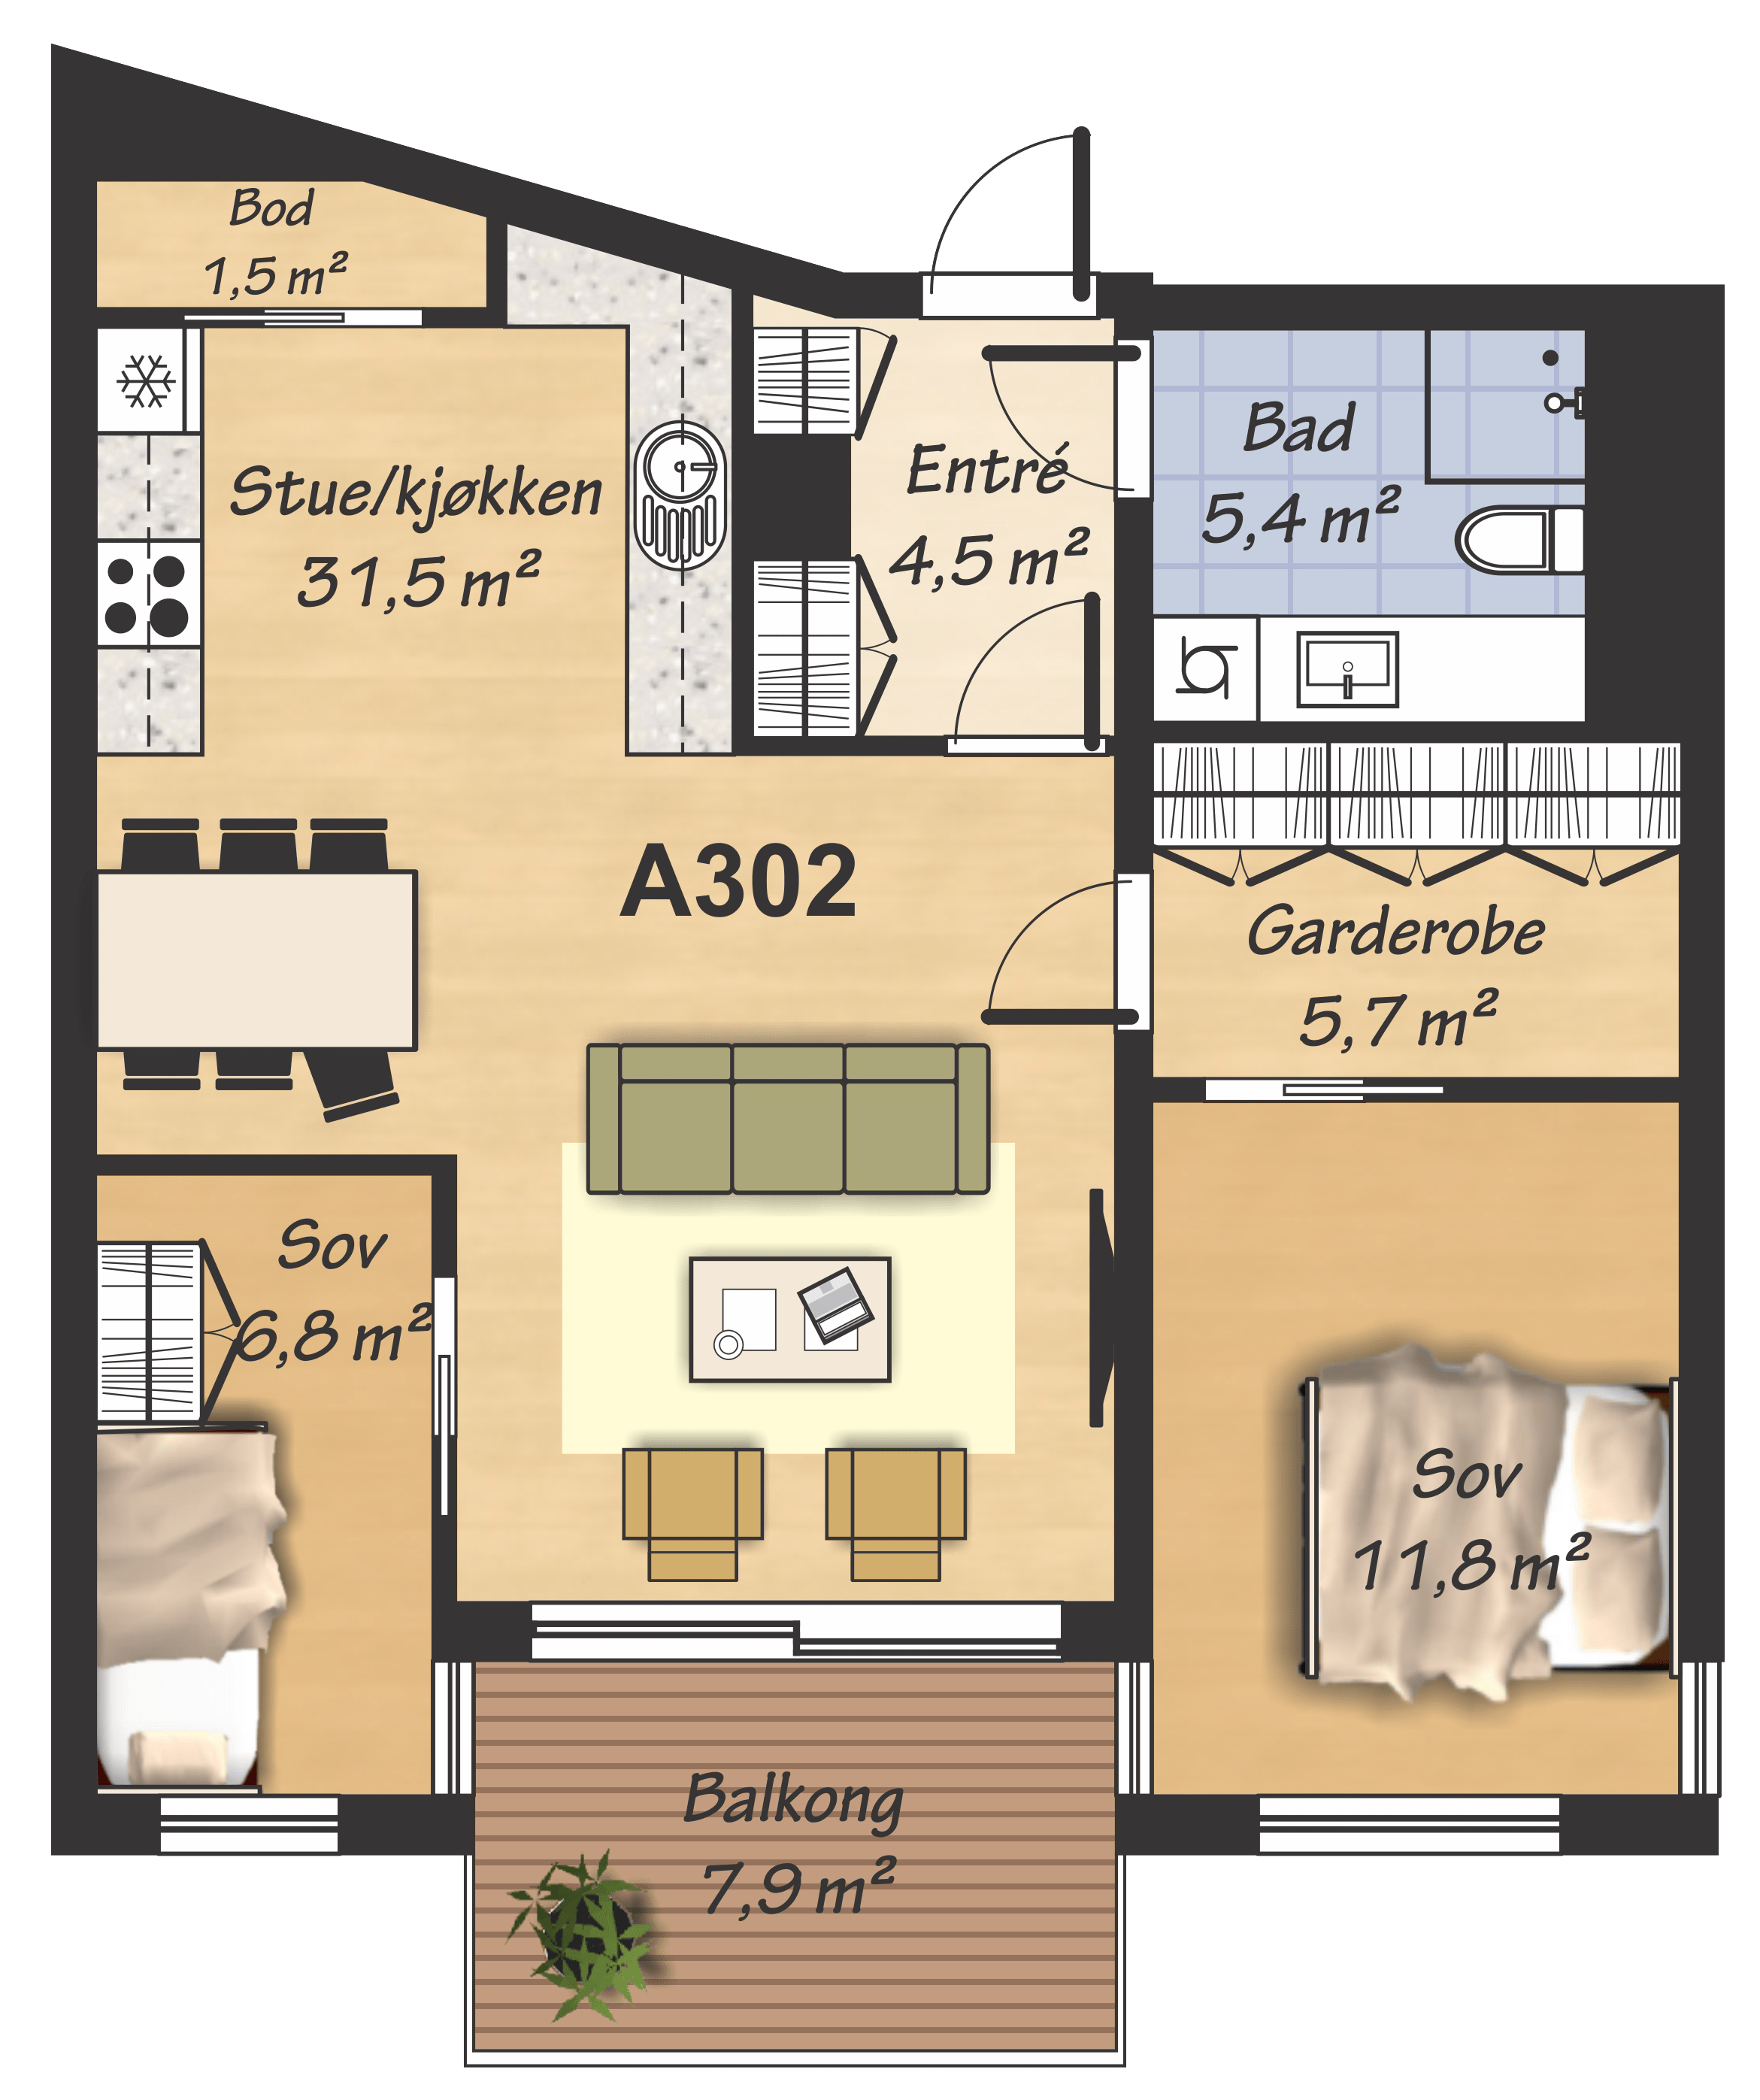 Bod
1,5 m²
Stue/kjøkken
31,5 m²
Entré
4,5 m²
Bad
5,4 m²
A302
Garderobe
5,7 m²
Sov
6,8 m²
Sov
11,8 m²
Balkong
7,9 m²